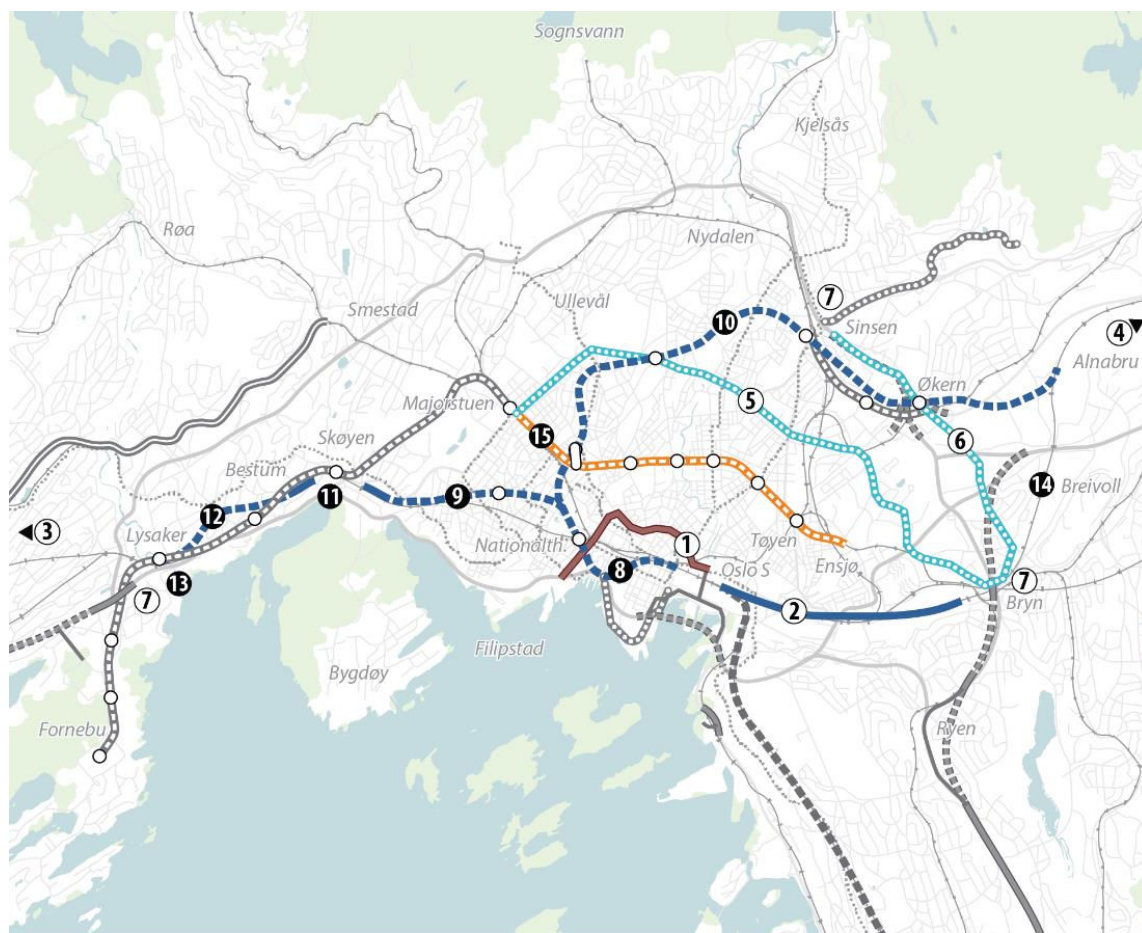 Sognsvann
Kjelsås
Røa
Nydalen
Ullevål
7
Smestad
10
Sinsen
4
Alnabru
Økern
Majorstuen
5
15
Skøyen
6
Bestum
11
9
14
Breivoll
12
3
Lysaker
Nationalth.
1
Tøyen
8
Oslo S
Ensjø
13
7
7
2
Bryn
Filipstad
Bygdøy
Fornebu
Ryen